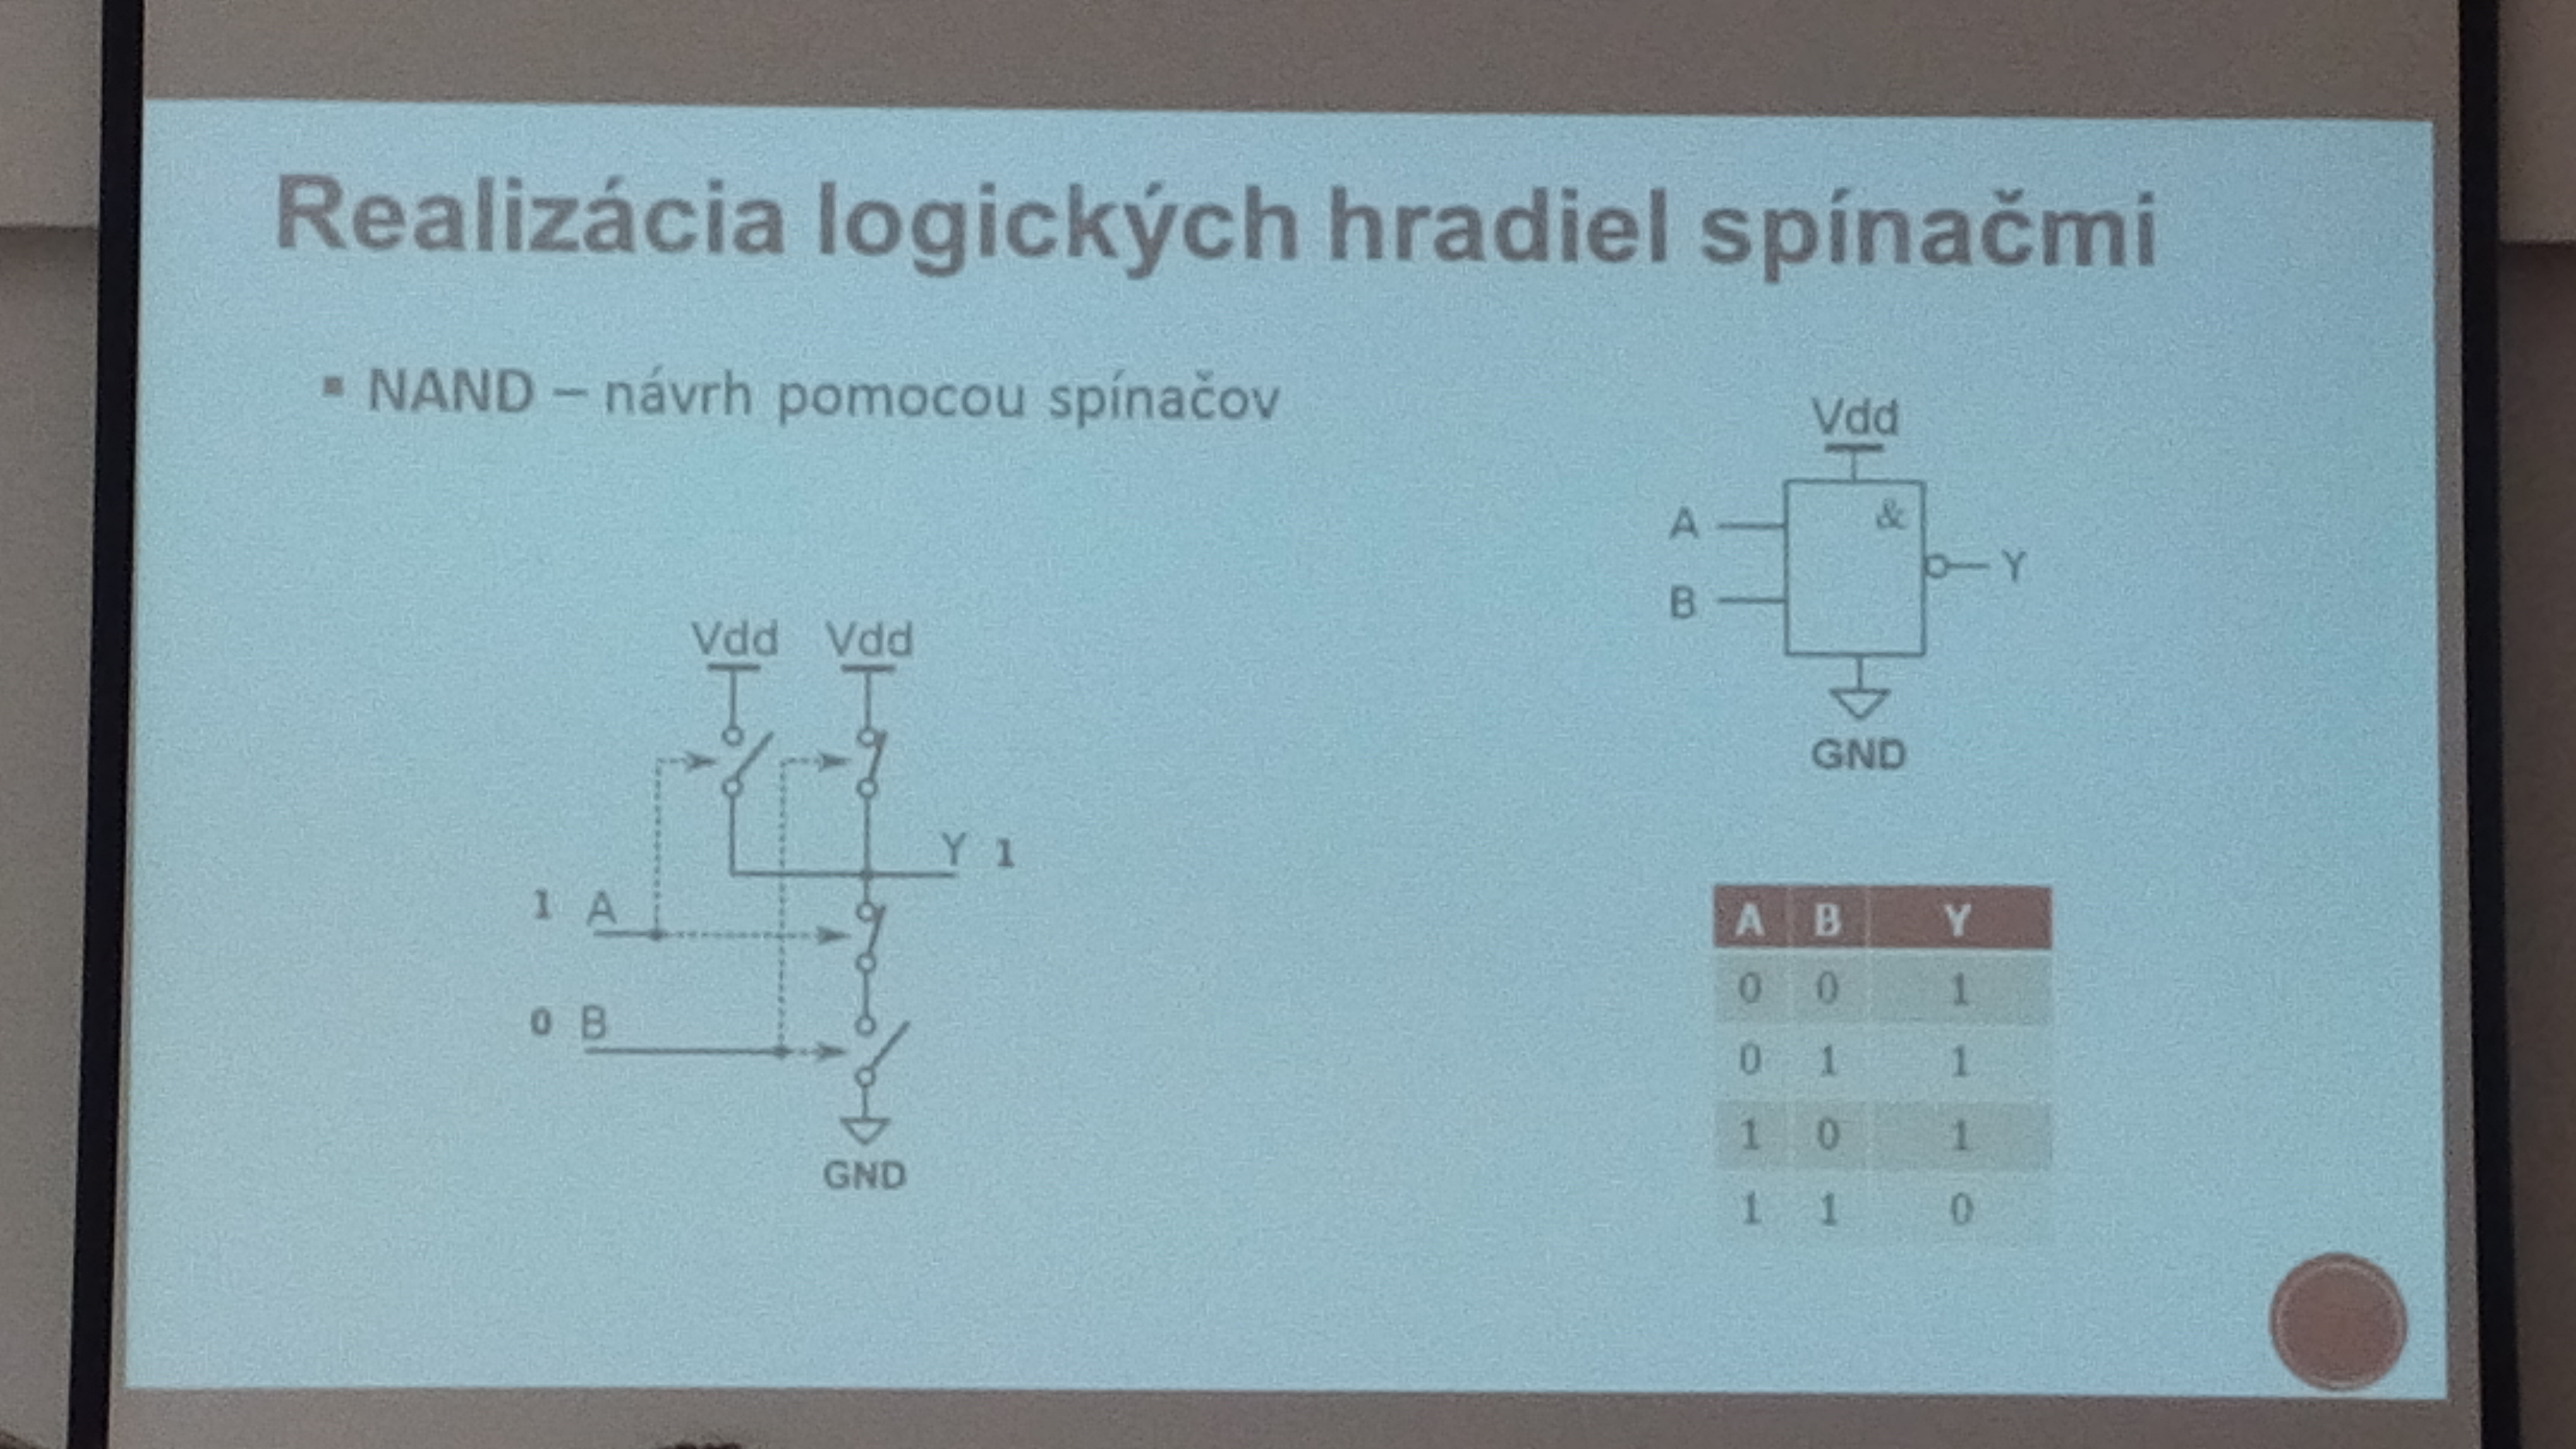 Realizácia logických hradiel spínačmi
▪ NAND – návrh pomocou spínačov
Vdd
A
&
Y
B
GND
Vdd Vdd
Y 1
1 A
0 B
GND
A B Y
0 0 1
0 1 1
1 0 1
1 1 0